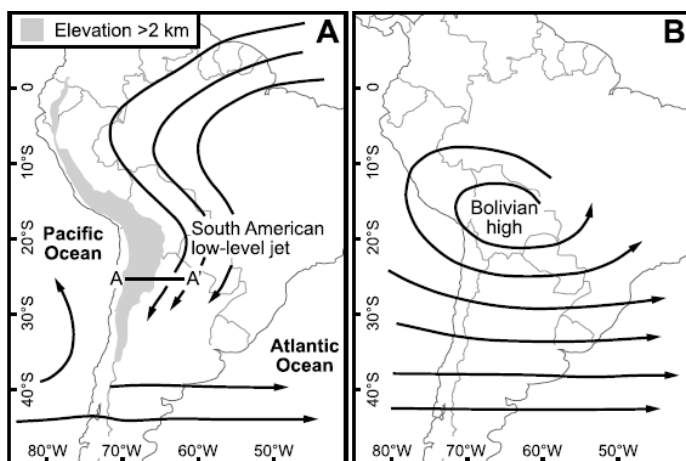 Elevation >2 km
A
B
0
10°S
20°S
30°S
40°S
Pacific
Ocean
South American
low-level jet
A
A'
Atlantic
Ocean
80°W
70°W
60°W
50°W
0
10°S
20°S
30°S
40°S
Bolivian
high
80°W
70°W
60°W
50°W